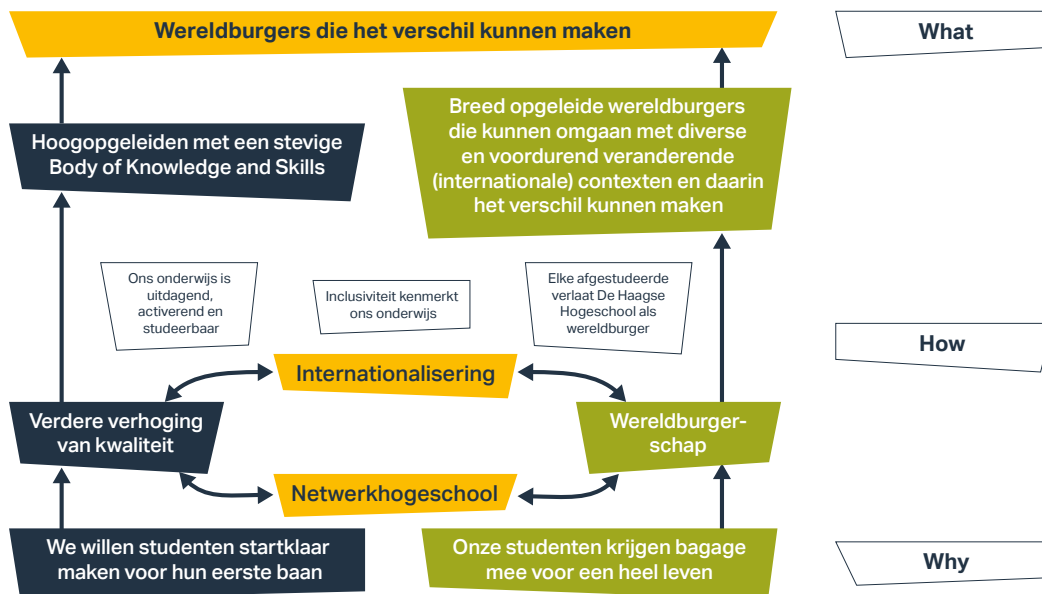 Wereldburgers die het verschil kunnen maken
What
Hoogopgeleiden met een stevige
Body of Knowledge and Skills
Breed opgeleide wereldburgers
die kunnen omgaan met diverse
en voordurend veranderende
(internationale) contexten en daarin
het verschil kunnen maken
Ons onderwijs is
uitdagend,
activerend en
studeerbaar
Inclusiviteit kenmerkt
ons onderwijs
Elke afgestudeerde
verlaat De Haagse
Hogeschool als
wereldburger
How
Internationalisering
Verdere verhoging
van kwaliteit
Wereldburger-
schap
Netwerkhogeschool
We willen studenten startklaar
maken voor hun eerste baan
Onze studenten krijgen bagage
mee voor een heel leven
Why